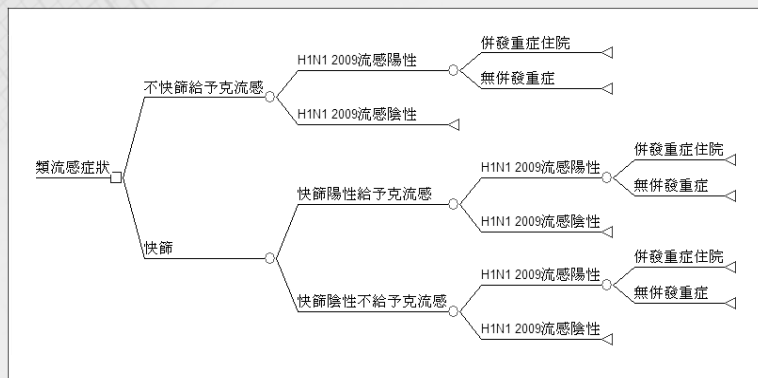 併發重症住院
H1N1 2009流感陽性
無併發重症
不快篩給予克流感
H1N1 2009流感陰性
類流感症狀
併發重症住院
H1N1 2009流感陽性
無併發重症
快篩陽性給予克流感
H1N1 2009流感陰性
快篩
併發重症住院
H1N1 2009流感陽性
無併發重症
快篩陰性不給予克流感
H1N1 2009流感陰性